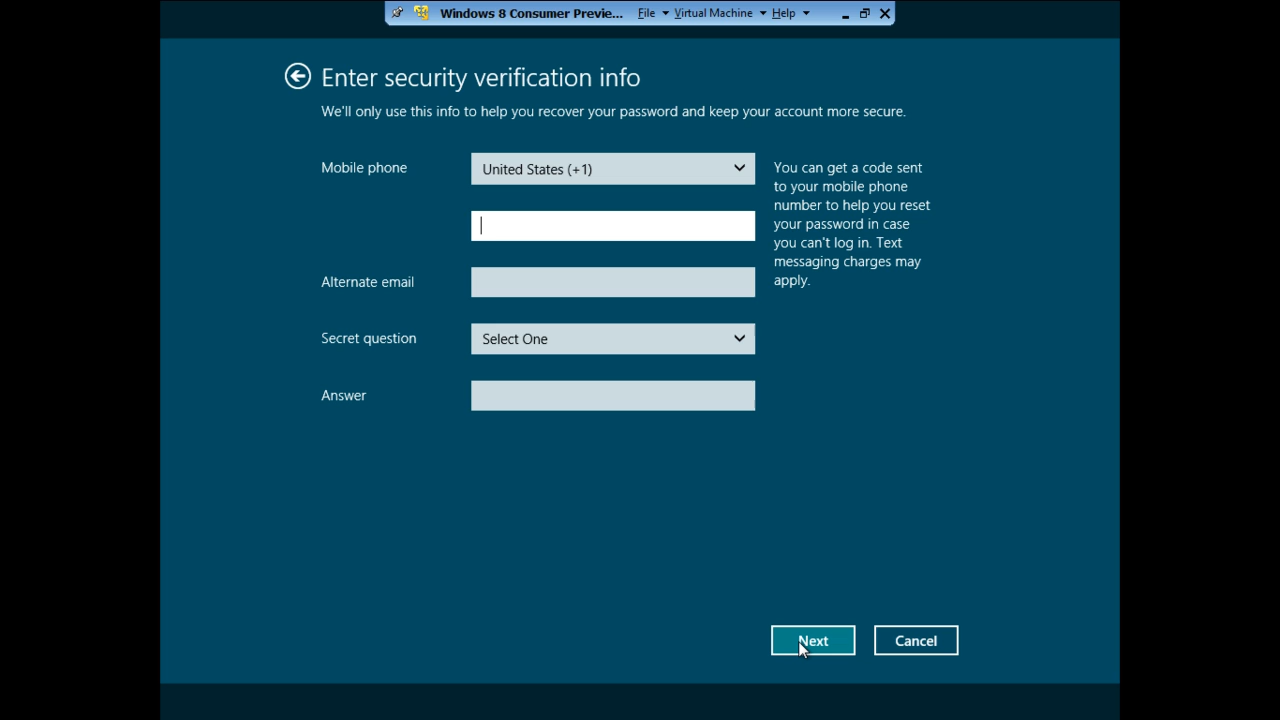 Windows 8 Consumer Previe... File Virtual Machine Help
Enter security verification info
We'll only use this info to help you recover your password and keep your account more secure.
Mobile phone
United States (+1)
You can get a code sent
to your mobile phone
number to help you reset
your password in case
you can't log in. Text
messaging charges may
apply.
Alternate email
Secret question
Select One
Answer
Next
Cancel